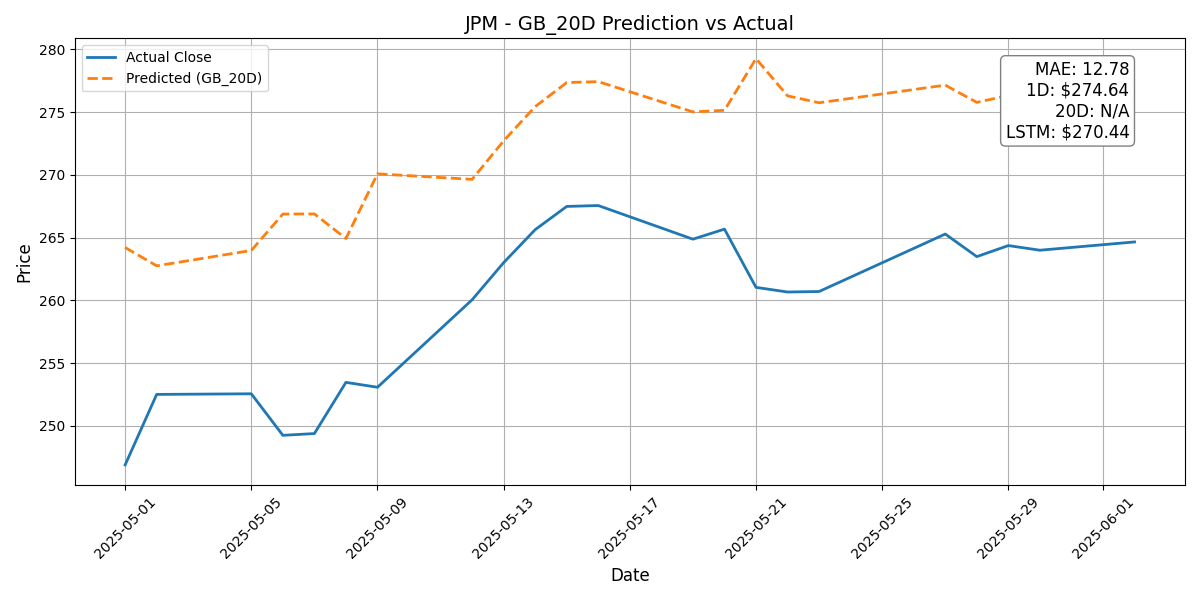 JPM - GB_20D Prediction vs Actual
Actual Close
Predicted (GB_20D)
MAE: 12.78
1D: $274.64
20D: N/A
LSTM: $270.44
Price
280
275
270
265
260
255
250
2025-05-01
2025-05-05
2025-05-09
2025-05-13
2025-05-17
2025-05-21
2025-05-25
2025-05-29
2025-06-01
Date